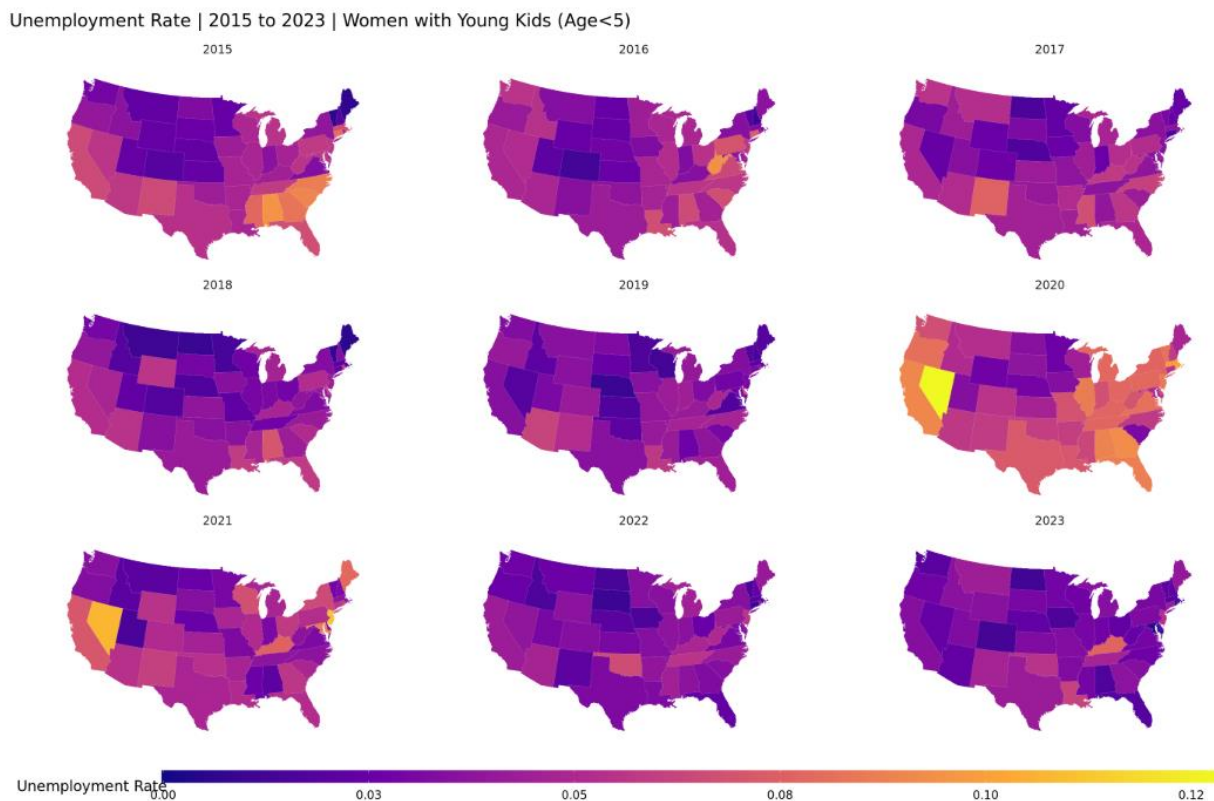 Unemployment Rate | 2015 to 2023 | Women with Young Kids (Age<5)
2015 2016 2017
2018 2019 2020
2021 2022 2023
Unemployment Rate
0.00 0.03 0.05 0.08 0.10 0.12